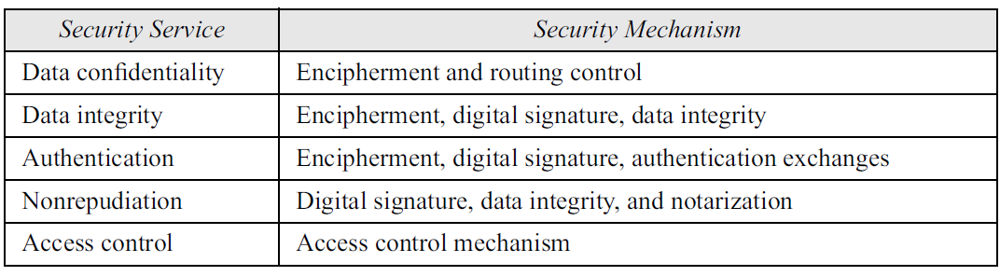 Security Service Security Mechanism
Data confidentiality Encipherment and routing control
Data integrity Encipherment, digital signature, data integrity
Authentication Encipherment, digital signature, authentication exchanges
Nonrepudiation Digital signature, data integrity, and notarization
Access control Access control mechanism